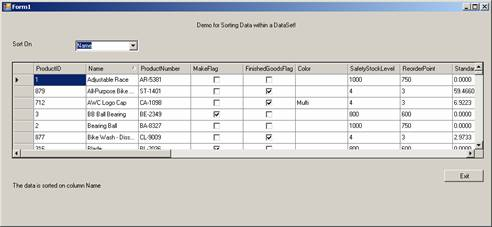 Form1
Demo for Sorting Data within a DataSet!
Sort On Name
ProductID Name ProductNumber MakeFlag FinishedGoodsFlag Color SafetyStockLevel ReorderPoint Standar
1 Adjustable Race AR-5381 1000 750 0.0000
879 All-Purpose Bike ... ST-1401 4 3 59.4660
712 AWC Logo Cap CA-1098 Multi 4 3 6.9223
3 BB Ball Bearing BE-2349 800 600 0.0000
2 Bearing Ball BA-8327 1000 750 0.0000
877 Bike Wash - Diss... CL-9009 4 3 2.9733
316 Blade 800 600 0.0000
Exit
The data is sorted on column Name